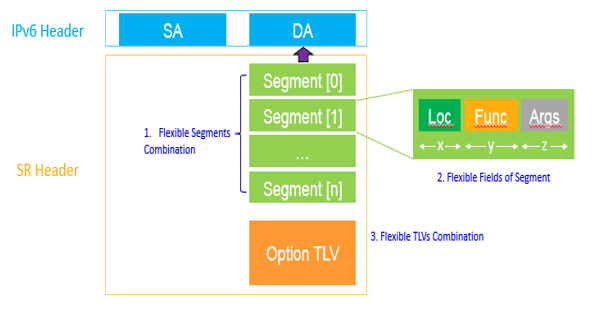 IPv6 Header
SA
DA
Segment [0]
Segment [1]
...
Segment [n]
Option TLV
SR Header
1. Flexible Segments
Combination
Loc Func Args
x y z
2. Flexible Fields of Segment
3. Flexible TLVs Combination